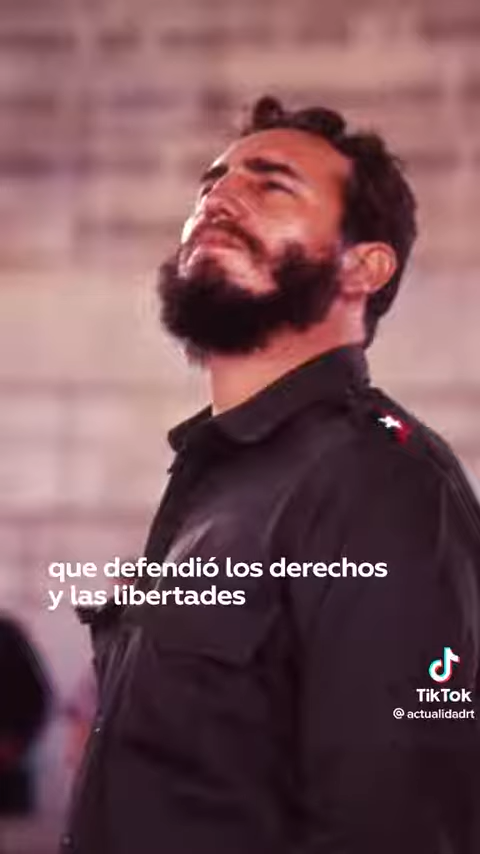 que defendió los derechos
y las libertades
TikTok
@actualidadrt